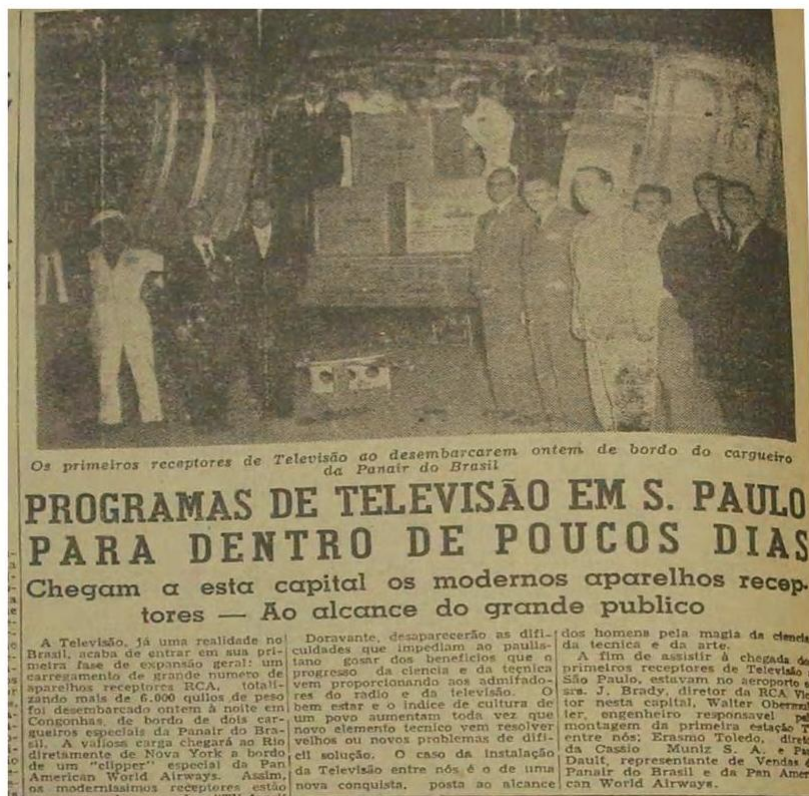 Os primeiros receptores de Televisão ao desembarcarem ontem de bordo do cargueiro
da Panair do Brasil
PROGRAMAS DE TELEVISÃO EM S. PAULO
PARA DENTRO DE POUCOS DIAS
Chegam a esta capital os modernos aparelhos recep-
tores — Ao alcance do grande publico
A Televisão, já uma realidade no
Brasil, acaba de entrar em sua pri-
meira fase de expansão geral: um
carregamento de grande numero de
aparelhos receptores RCA, totali-
zando mais de 6.000 quilos de peso
foi desembarcado ontem à noite em
Congonhas, de bordo de dois car-
gueiros especiais da Panair do Bra-
sil. A valiosa carga chegará ao Rio
diretamente de Nova York a bordo
de um "clipper" especial da Pan
American World Airways. Assim,
os moderníssimos receptores estão
Doravante, desaparecerão as difi-
culdades que impediam ao paulis-
tano gosar dos beneficios que o
progresso da ciencia e da tecnica
vem proporcionando aos admirado-
res do radio e da televisão. O
bem estar e o indice de cultura de
um povo aumentam toda vez que
novo elemento tecnico vem resolver
velhos ou novos problemas de difi-
cil solução. O caso da instalação
da Televisão entre nós é o de uma
nova conquista, posta ao alcance
dos homens pela magia da ciencia
da tecnica e da arte.
A fim de assistir à chegada dos
primeiros receptores de Televisão
São Paulo, estavam no aeroporto
srs. J. Brady, diretor da RCA Vic-
tor nesta capital, Walter
engenheiro responsavel
montagem da primeira estação
entre nós; Erasmo Toledo,
da Cassio Muniz S. A. e
Dault, representante de Vendas
Panair do Brasil e da Pan Ameri-
can World Airways.